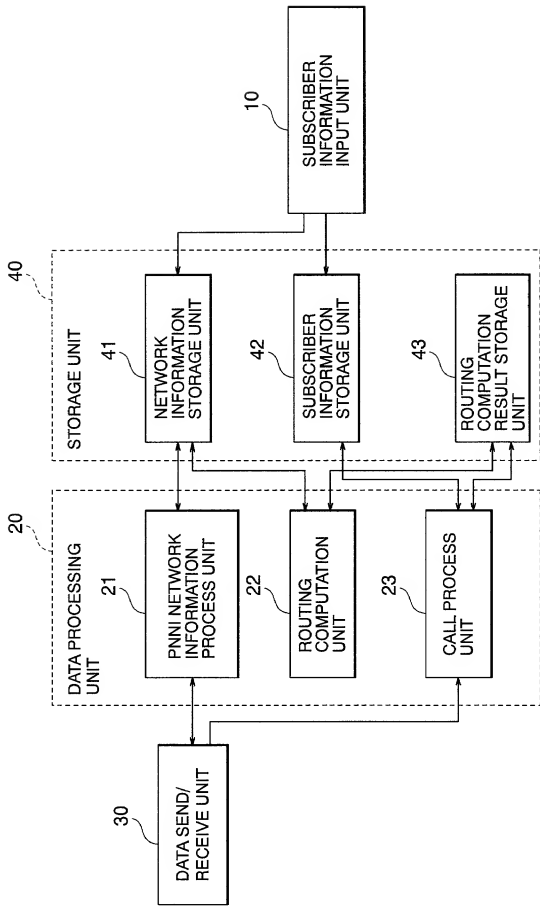 30
DATA SEND/
RECEIVE UNIT
20
DATA PROCESSING
UNIT
21
PNNI NETWORK
INFORMATION
PROCESS UNIT
22
ROUTING
COMPUTATION
UNIT
23
CALL PROCESS
UNIT
40
STORAGE UNIT
41
NETWORK
INFORMATION
STORAGE UNIT
42
SUBSCRIBER
INFORMATION
STORAGE UNIT
43
ROUTING
COMPUTATION
RESULT STORAGE
UNIT
10
SUBSCRIBER
INFORMATION
INPUT UNIT